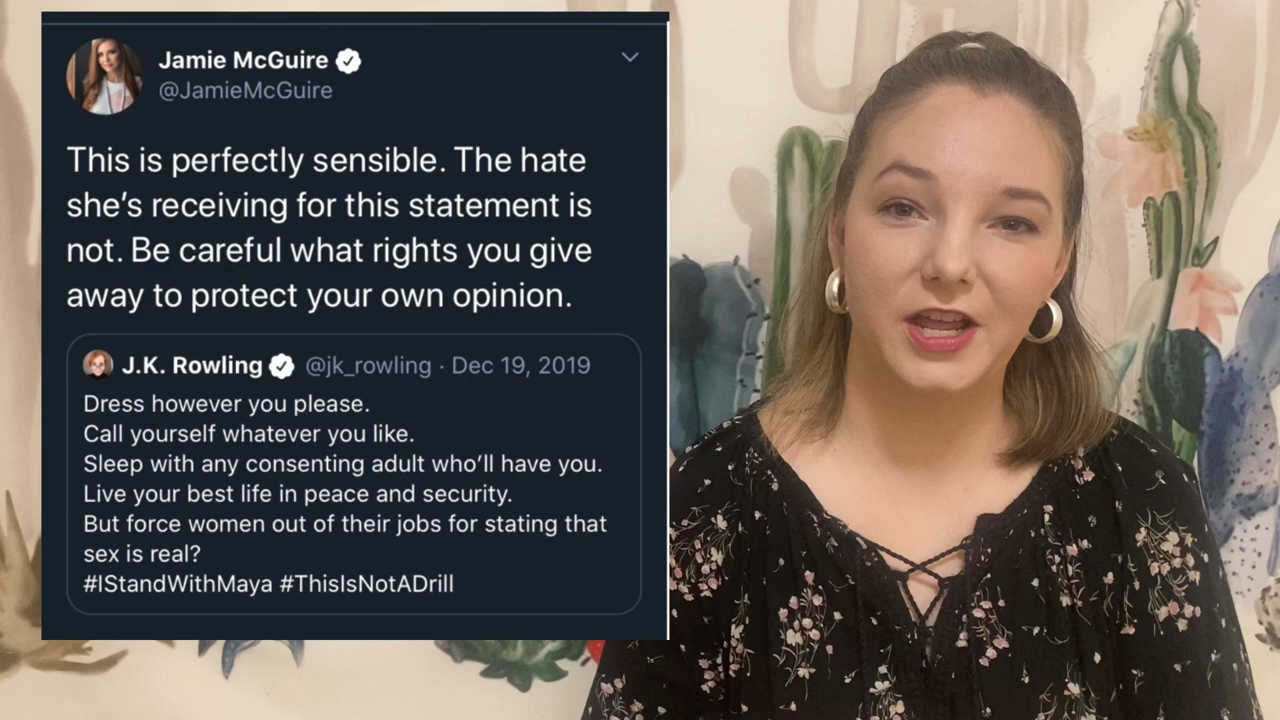 Jamie McGuire
@JamieMcGuire
This is perfectly sensible. The hate
she's receiving for this statement is
not. Be careful what rights you give
away to protect your own opinion.
J.K. Rowling @jk_rowling · Dec 19, 2019
Dress however you please.
Call yourself whatever you like.
Sleep with any consenting adult who'll have you.
Live your best life in peace and security.
But force women out of their jobs for stating that
sex is real?
#IStandWithMaya #ThisIsNotADrill